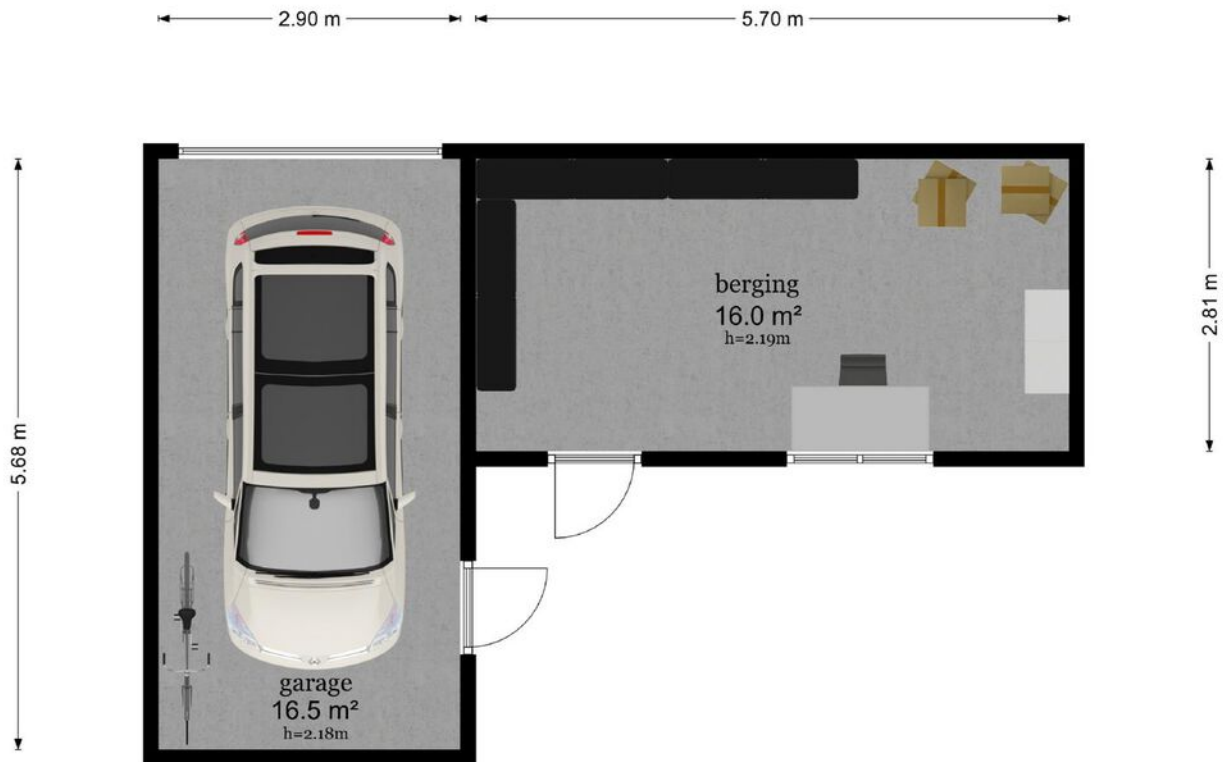 2.90 m
5.70 m
5.68 m
2.81 m
berging
16.0 m²
h=2.19m
garage
16.5 m²
h=2.18m